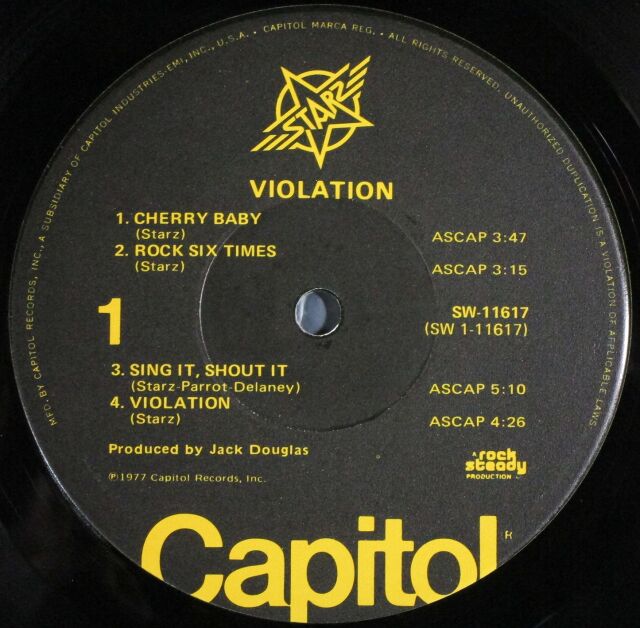 MFD. BY CAPITOL RECORDS, INC., A SUBSIDIARY OF CAPITOL INDUSTRIES-EMI, INC., U.S.A. • CAPITOL MARCA REG. • ALL RIGHTS RESERVED. UNAUTHORIZED DUPLICATION IS A VIOLATION OF APPLICABLE LAWS.
STARZ
VIOLATION
1. CHERRY BABY
(Starz) ASCAP 3:47
2. ROCK SIX TIMES
(Starz) ASCAP 3:15
1
SW-11617
(SW 1-11617)
3. SING IT, SHOUT IT
(Starz-Parrot-Delaney) ASCAP 5:10
4. VIOLATION
(Starz) ASCAP 4:26
Produced by Jack Douglas
A rock
steady
PRODUCTION
℗1977 Capitol Records, Inc.
Capitol®